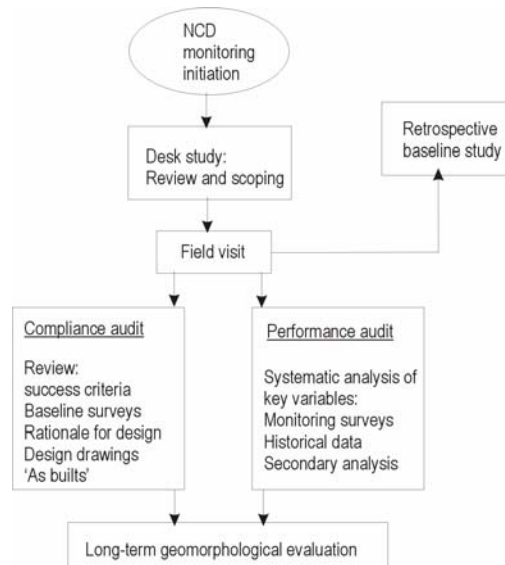 NCD
monitoring
initiation
Desk study:
Review and scoping
Retrospective
baseline study
Field visit
Compliance audit
Review:
success criteria
Baseline surveys
Rationale for design
Design drawings
'As builts'
Performance audit
Systematic analysis of
key variables:
Monitoring surveys
Historical data
Secondary analysis
Long-term geomorphological evaluation